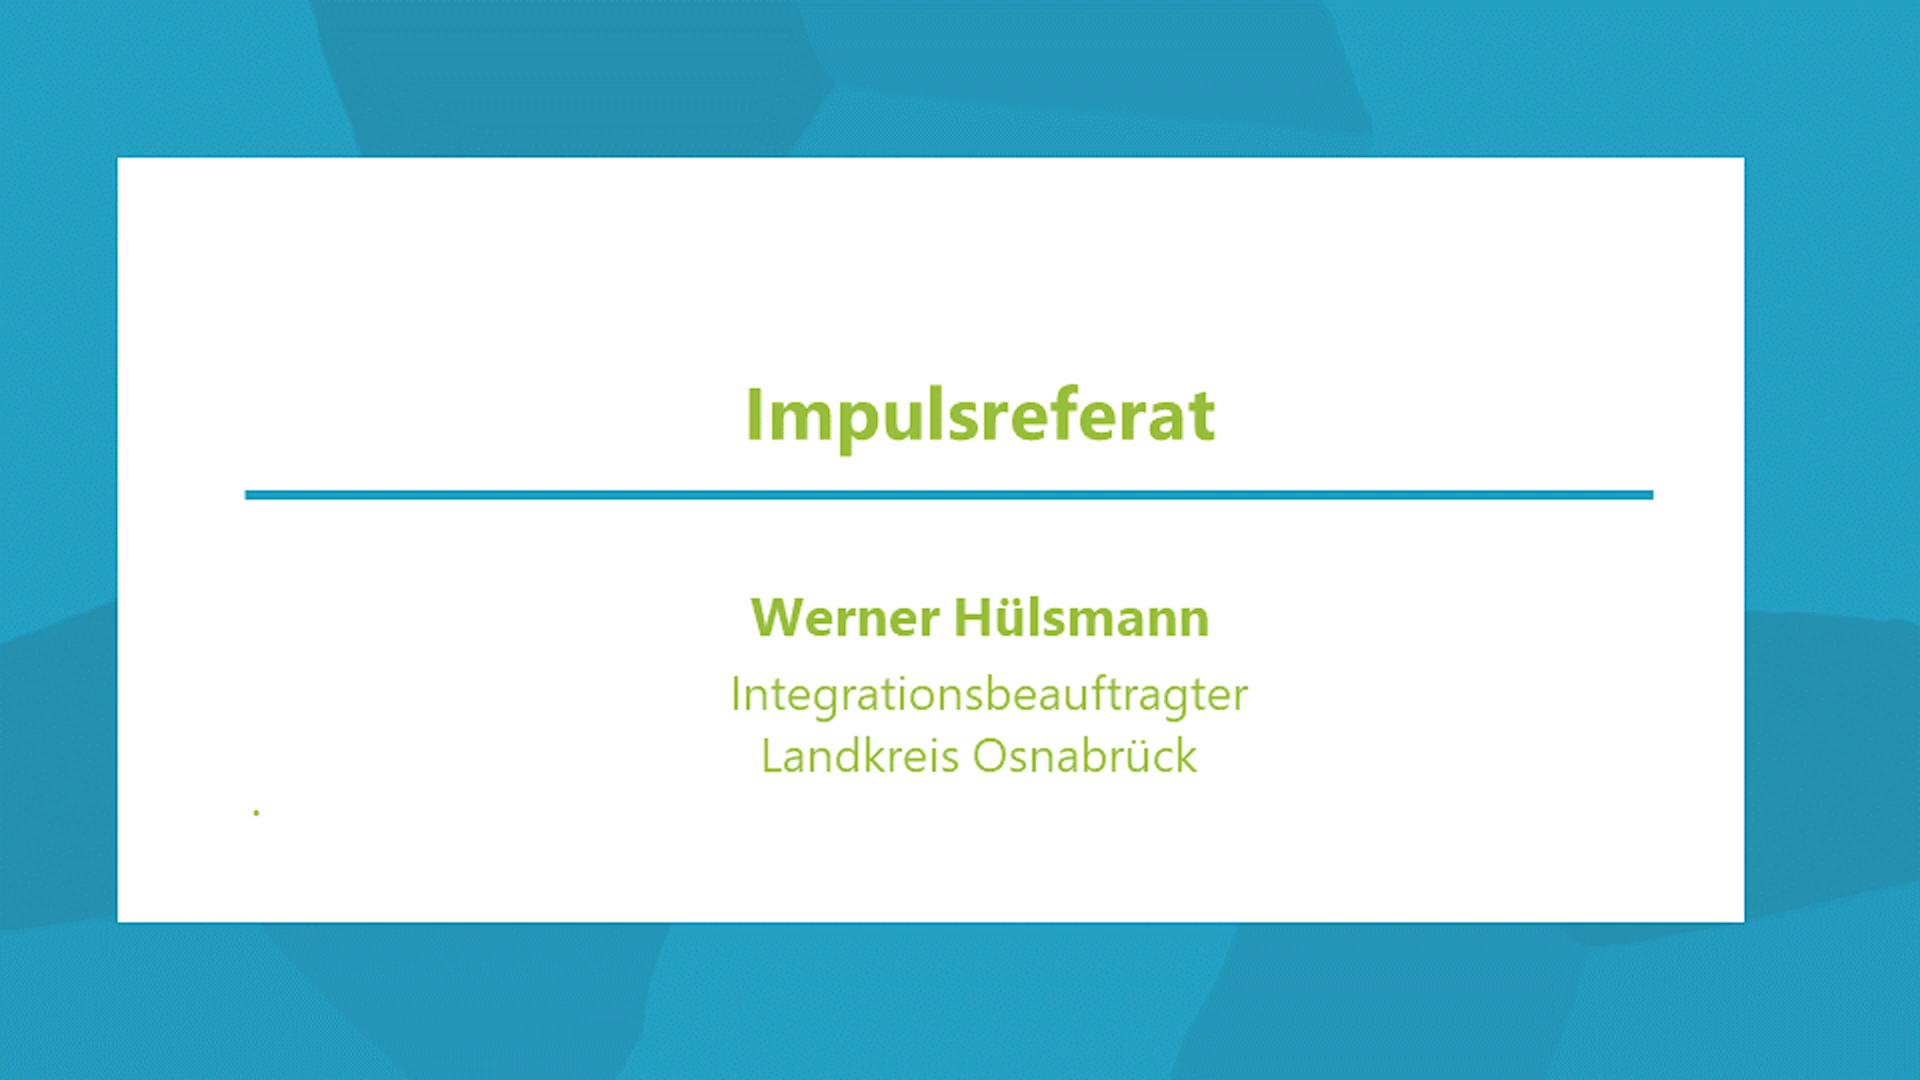 Impulsreferat
Werner Hülsmann
Integrationsbeauftragter
Landkreis Osnabrück
.